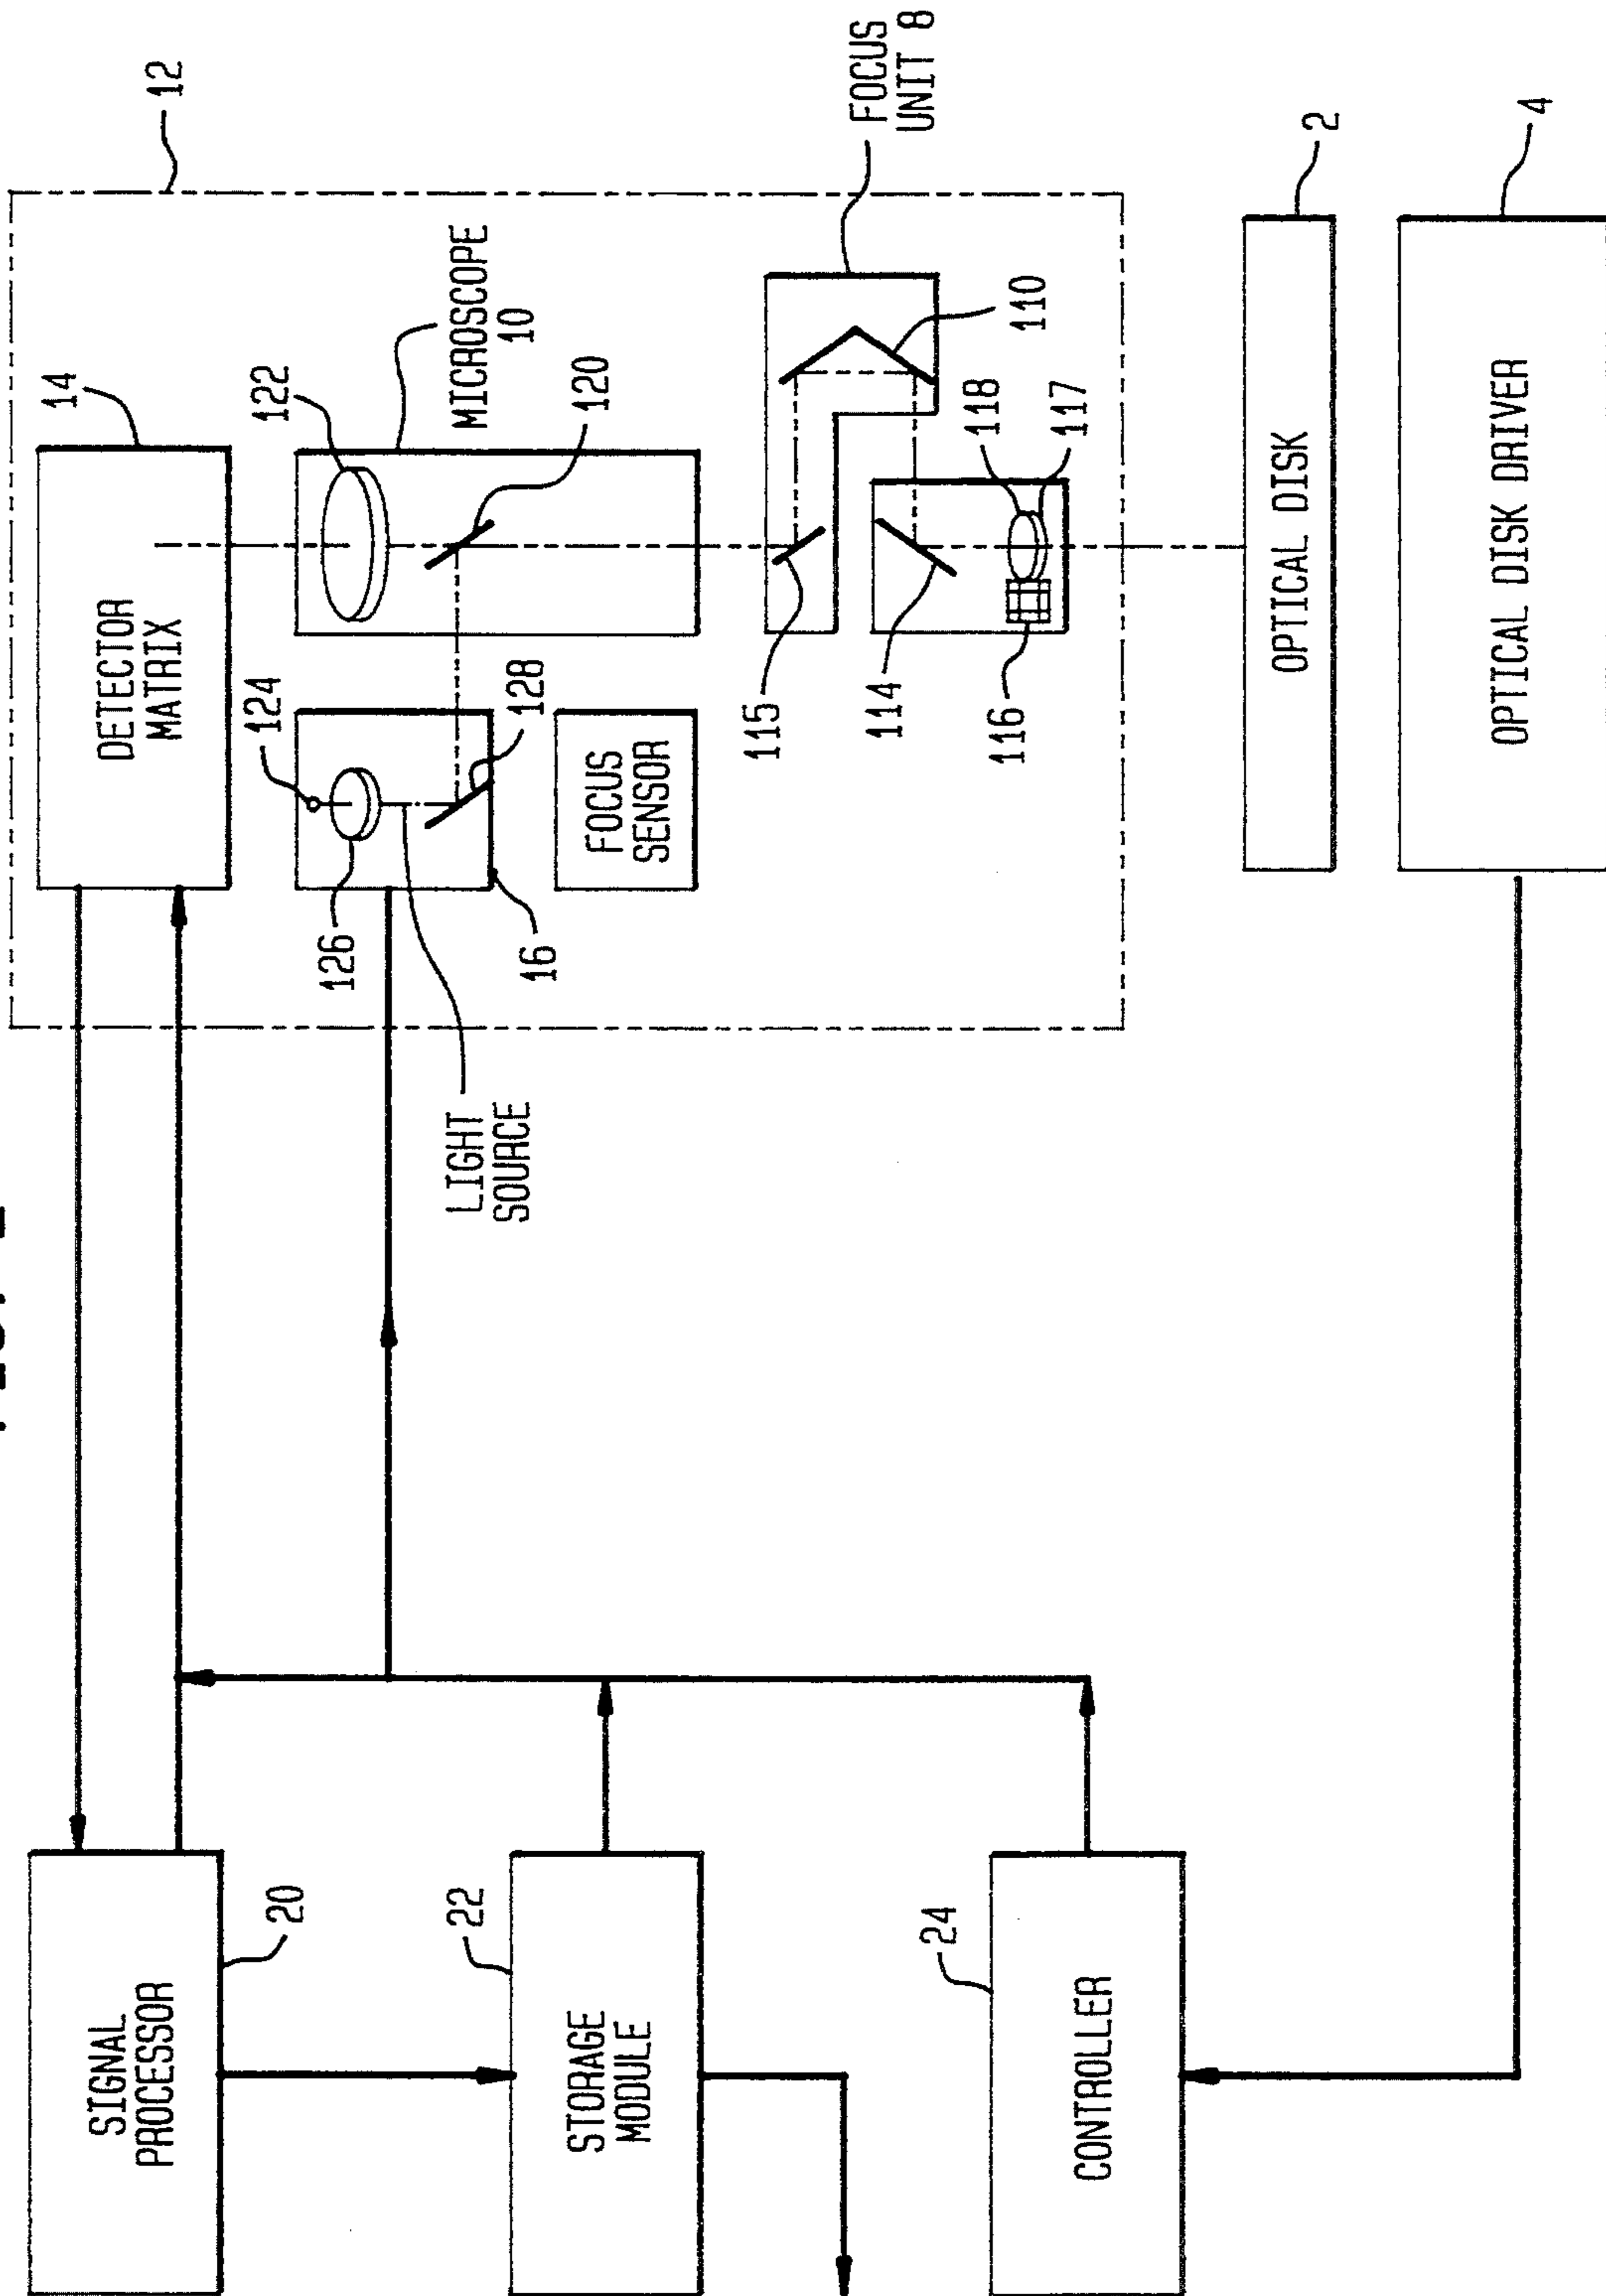 12
14
DETECTOR
MATRIX
122
MICROSCOPE
10
120
124
126
128
16
LIGHT
SOURCE
FOCUS
SENSOR
FOCUS
UNIT 8
110
115
114
118
117
116
OPTICAL DISK
2
OPTICAL DISK DRIVER
4
SIGNAL
PROCESSOR
20
STORAGE
MODULE
22
CONTROLLER
24